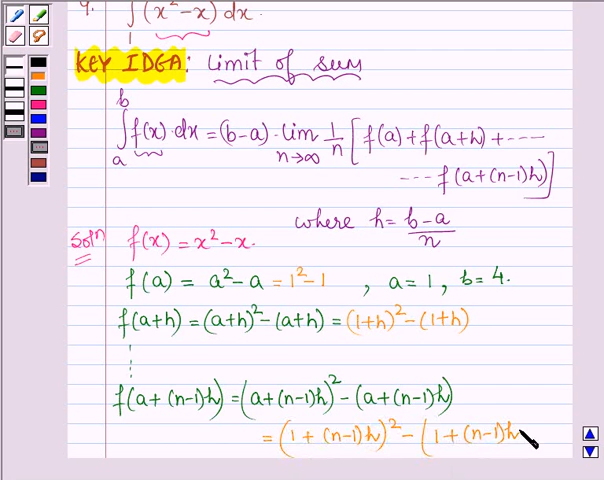 4. ∫ (x² − x) dx.
1
KEY IDEA: Limit of sum
∫ₐᵇ f(x)·dx = (b−a)· lim n→∞ 1/n [ f(a) + f(a+h) + -----
--- f(a+(n−1)h) ]
where h = (b−a)/n
Solⁿ f(x) = x² − x.
f(a) = a² − a = 1² − 1 , a = 1 , b = 4.
f(a+h) = (a+h)² − (a+h) = (1+h)² − (1+h)
⋮
f(a+(n−1)h) = (a+(n−1)h)² − (a+(n−1)h)
= (1+(n−1)h)² − (1+(n−1)h